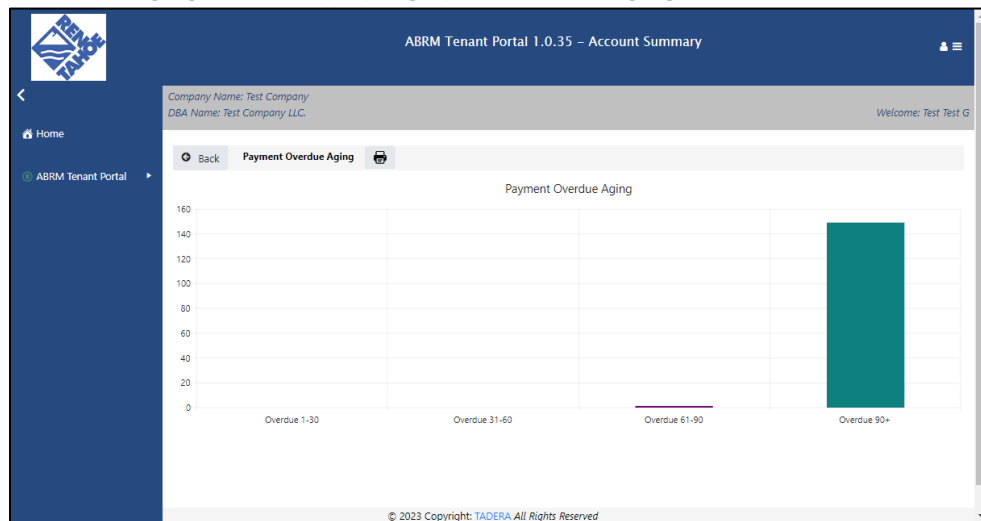 RENO
TAHOE
ABRM Tenant Portal 1.0.35 – Account Summary
Company Name: Test Company
DBA Name: Test Company LLC.
Welcome: Test Test G
Home
Back Payment Overdue Aging
ABRM Tenant Portal
Payment Overdue Aging
160
140
120
100
80
60
40
20
0
Overdue 1-30 Overdue 31-60 Overdue 61-90 Overdue 90+
© 2023 Copyright: TADERA All Rights Reserved